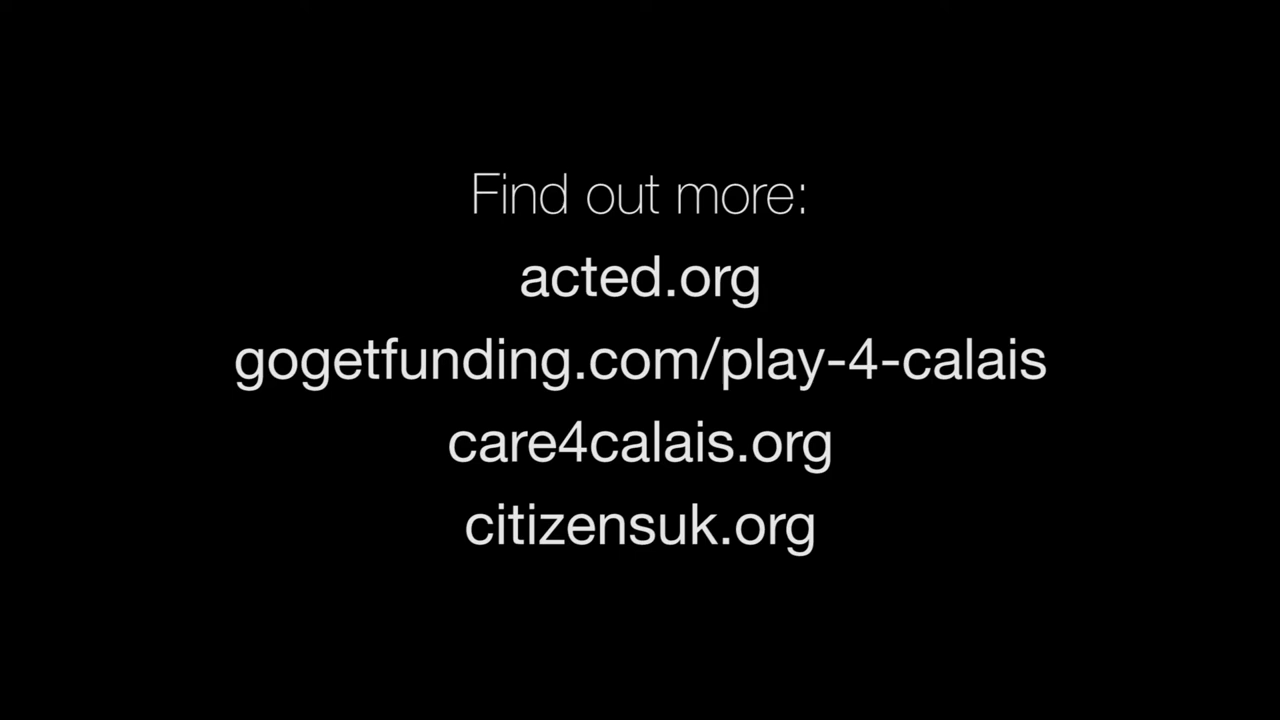 Find out more:
acted.org
gogetfunding.com/play-4-calais
care4calais.org
citizensuk.org